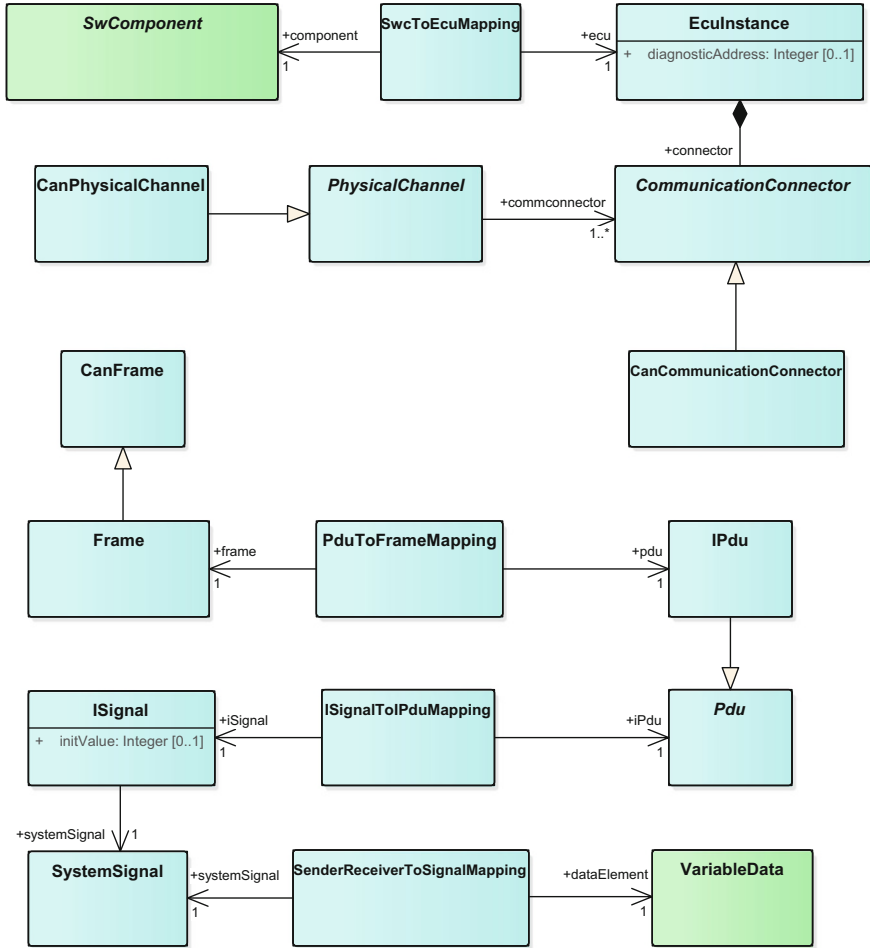 SwComponent
+component
1
SwcToEcuMapping
+ecu
1
EcuInstance
+ diagnosticAddress: Integer [0..1]
+connector
CanPhysicalChannel
PhysicalChannel
+commconnector
1..*
CommunicationConnector
CanFrame
CanCommunicationConnector
Frame
+frame
1
PduToFrameMapping
+pdu
1
IPdu
ISignal
+ initValue: Integer [0..1]
+iSignal
1
ISignalToIPduMapping
+iPdu
1
Pdu
+systemSignal
1
SystemSignal
+systemSignal
1
SenderReceiverToSignalMapping
+dataElement
1
VariableData